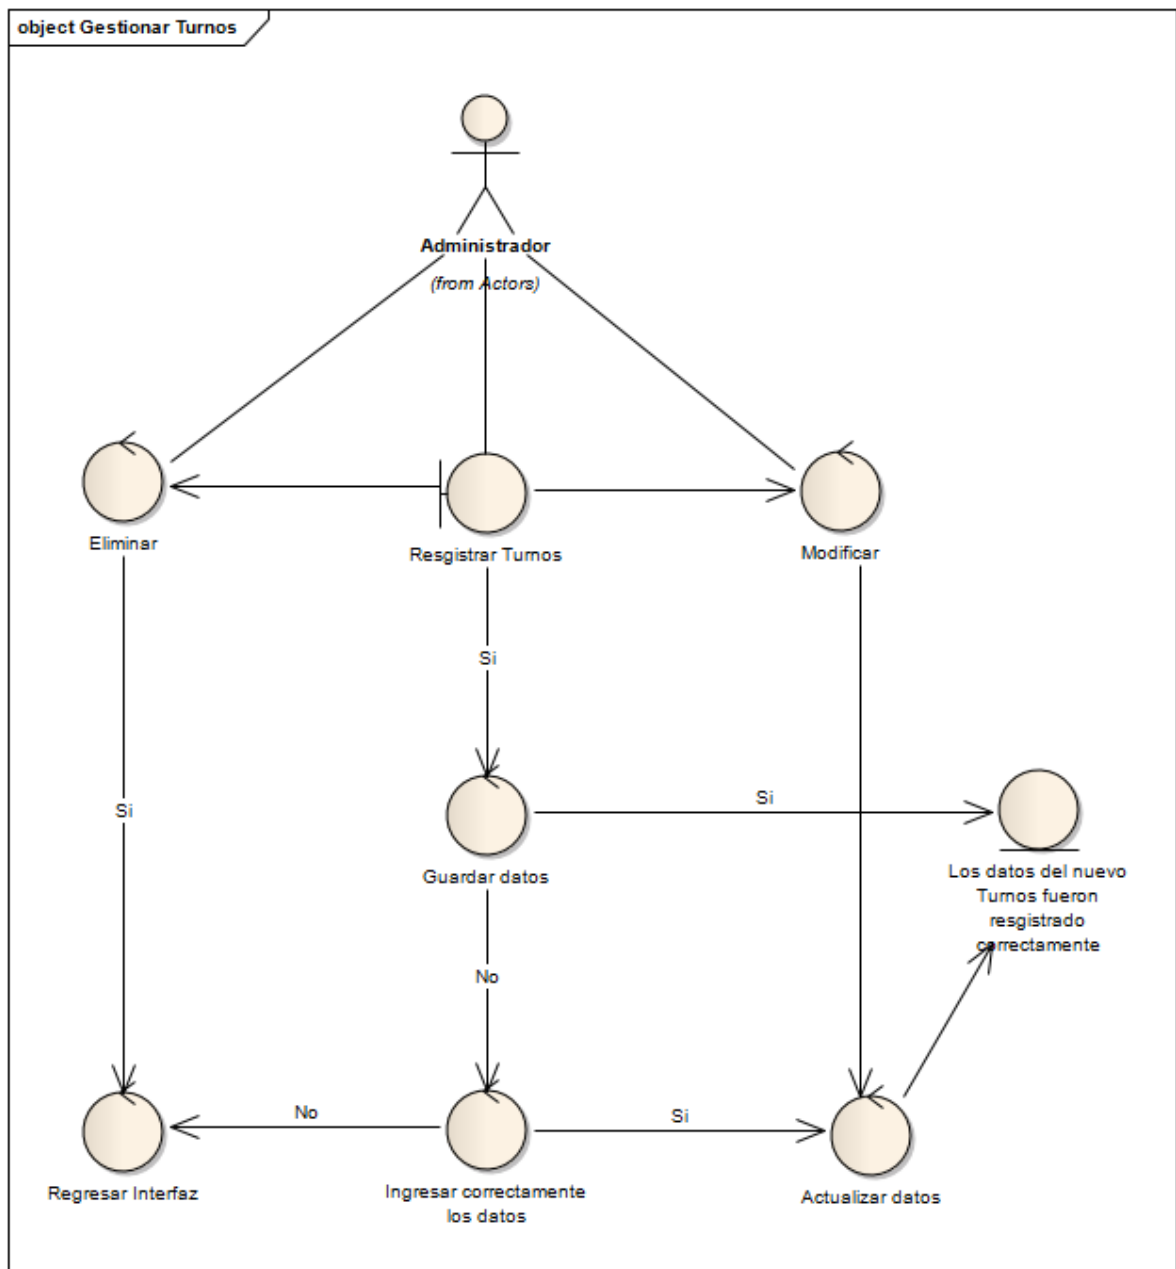 object Gestionar Turnos
Administrador
(from Actors)
Eliminar
Resgistrar Turnos
Modificar
Si
Si
Si
Guardar datos
Los datos del nuevo
Turnos fueron
resgistrado
correctamente
No
No
Si
Regresar Interfaz
Ingresar correctamente
los datos
Actualizar datos